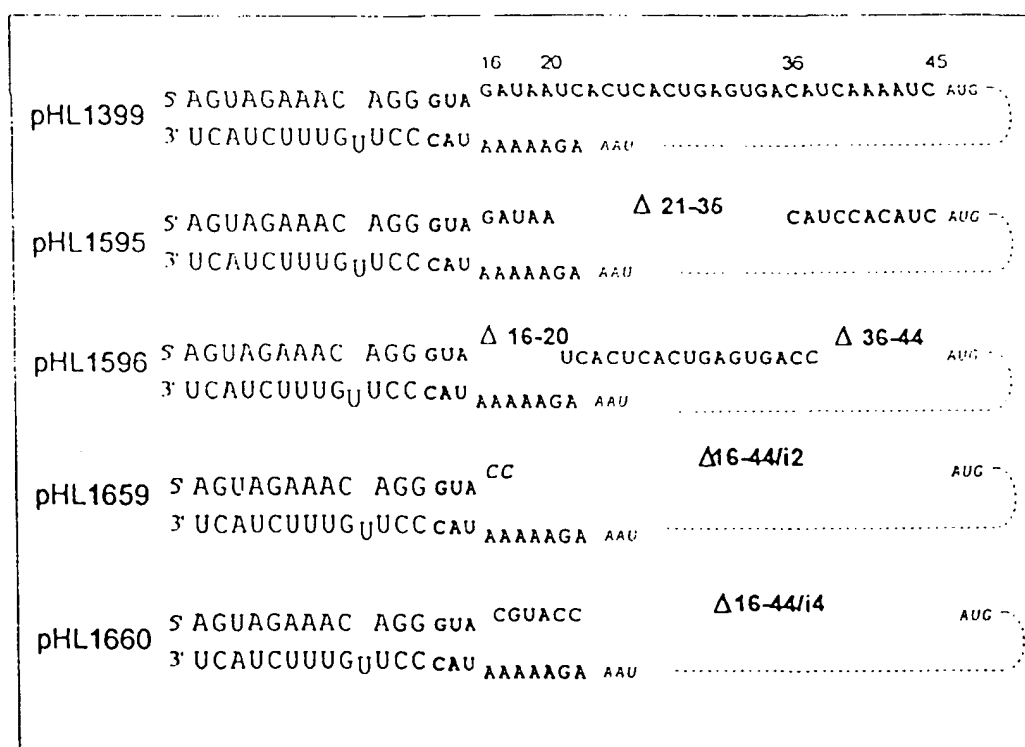 16 20 36 45
pHL1399 5' AGUAGAAAC AGG GUA GAUAAUCACUCACUGAGUGACAUCAAAAUC AUG
3' UCAUCUUUGUUCC CAU AAAAAGA AAU
pHL1595 5' AGUAGAAAC AGG GUA GAUAA Δ 21-35 CAUCCACAUC AUG
3' UCAUCUUUGUUCC CAU AAAAAGA AAU
pHL1596 5' AGUAGAAAC AGG GUA Δ 16-20 UCACUCACUGAGUGACC Δ 36-44 AUG
3' UCAUCUUUGUUCC CAU AAAAAGA AAU
pHL1659 5' AGUAGAAAC AGG GUA CC Δ16-44/i2 AUG
3' UCAUCUUUGUUCC CAU AAAAAGA AAU
pHL1660 5' AGUAGAAAC AGG GUA CGUACC Δ16-44/i4 AUG
3' UCAUCUUUGUUCC CAU AAAAAGA AAU